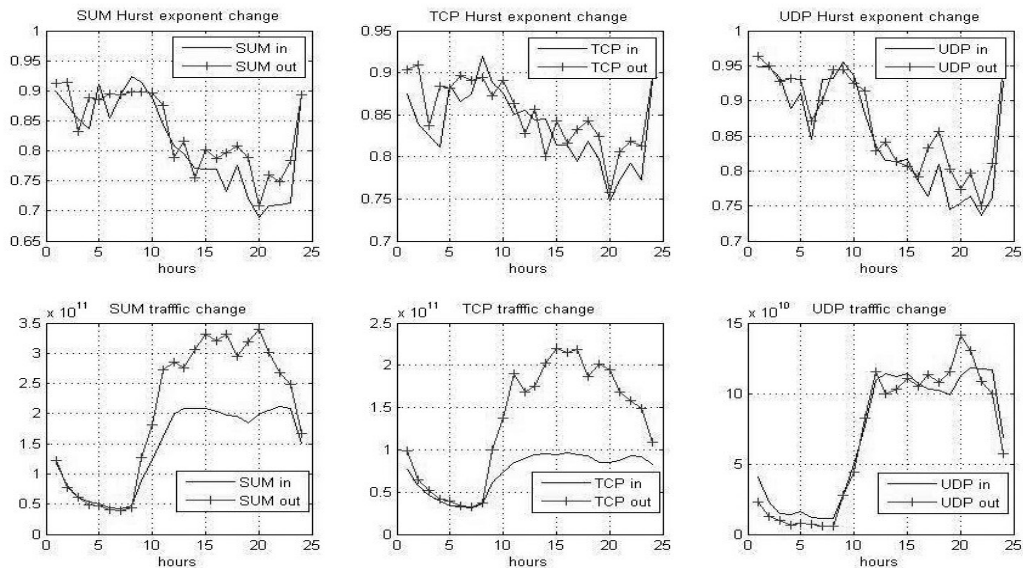 SUM Hurst exponent change
1
0.95
0.9
0.85
0.8
0.75
0.7
0.65
0 5 10 15 20 25
hours
SUM in
SUM out
TCP Hurst exponent change
0.95
0.9
0.85
0.8
0.75
0.7
0 5 10 15 20 25
hours
TCP in
TCP out
UDP Hurst exponent change
1
0.95
0.9
0.85
0.8
0.75
0.7
0 5 10 15 20 25
hours
UDP in
UDP out
x 10^11
SUM trafffic change
3.5
3
2.5
2
1.5
1
0.5
0
0 5 10 15 20 25
hours
SUM in
SUM out
x 10^11
TCP trafffic change
2.5
2
1.5
1
0.5
0
0 5 10 15 20 25
hours
TCP in
TCP out
x 10^10
UDP trafffic change
15
10
5
0
0 5 10 15 20 25
hours
UDP in
UDP out